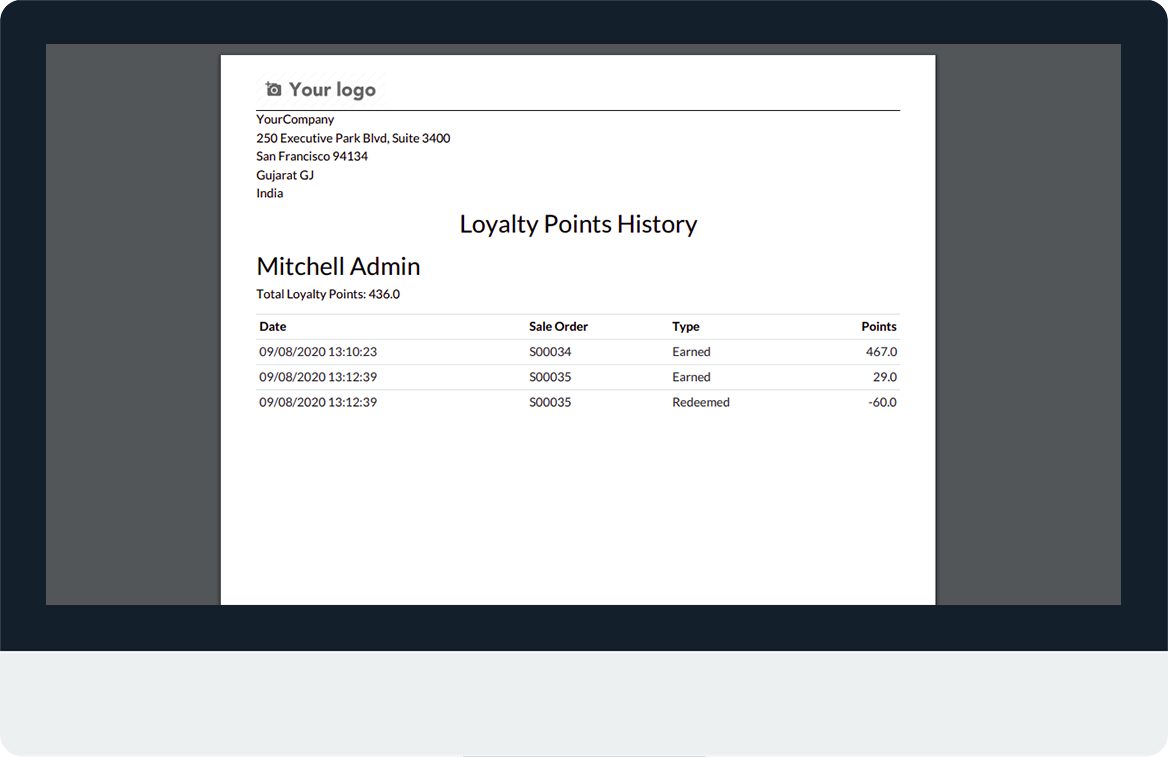 Your logo
YourCompany
250 Executive Park Blvd, Suite 3400
San Francisco 94134
Gujarat GJ
India
Loyalty Points History
Mitchell Admin
Total Loyalty Points: 436.0
Date Sale Order Type Points
09/08/2020 13:10:23 S00034 Earned 467.0
09/08/2020 13:12:39 S00035 Earned 29.0
09/08/2020 13:12:39 S00035 Redeemed -60.0